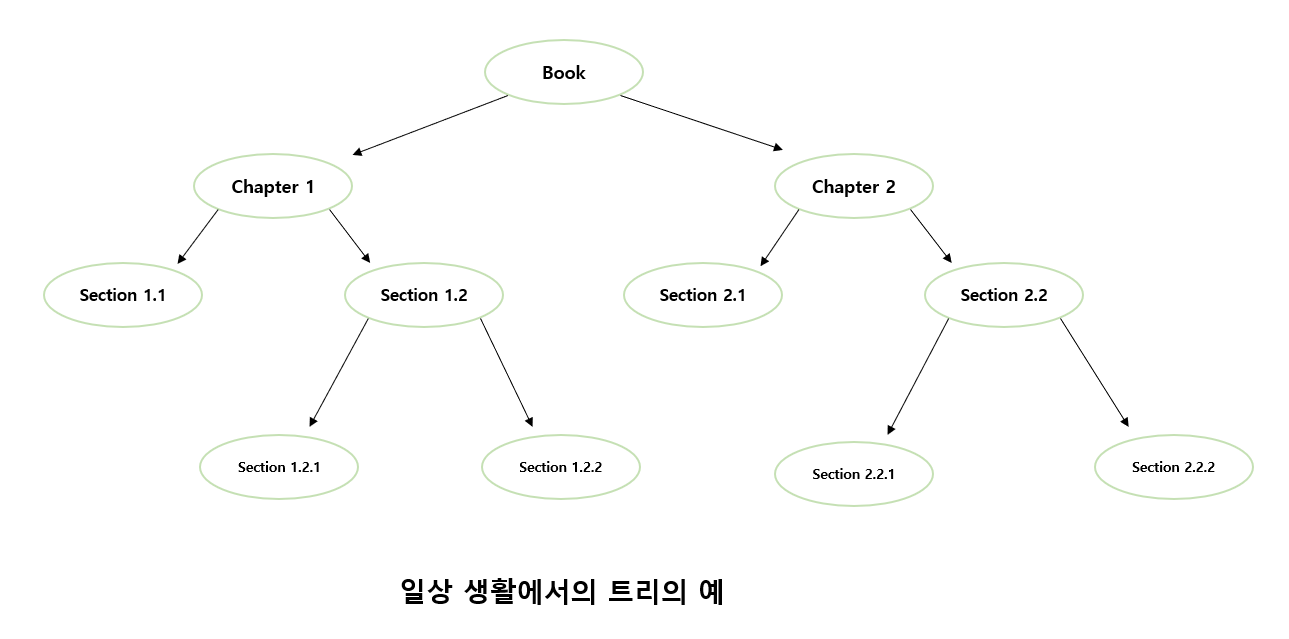 Book
Chapter 1
Chapter 2
Section 1.1
Section 1.2
Section 2.1
Section 2.2
Section 1.2.1
Section 1.2.2
Section 2.2.1
Section 2.2.2
일상 생활에서의 트리의 예